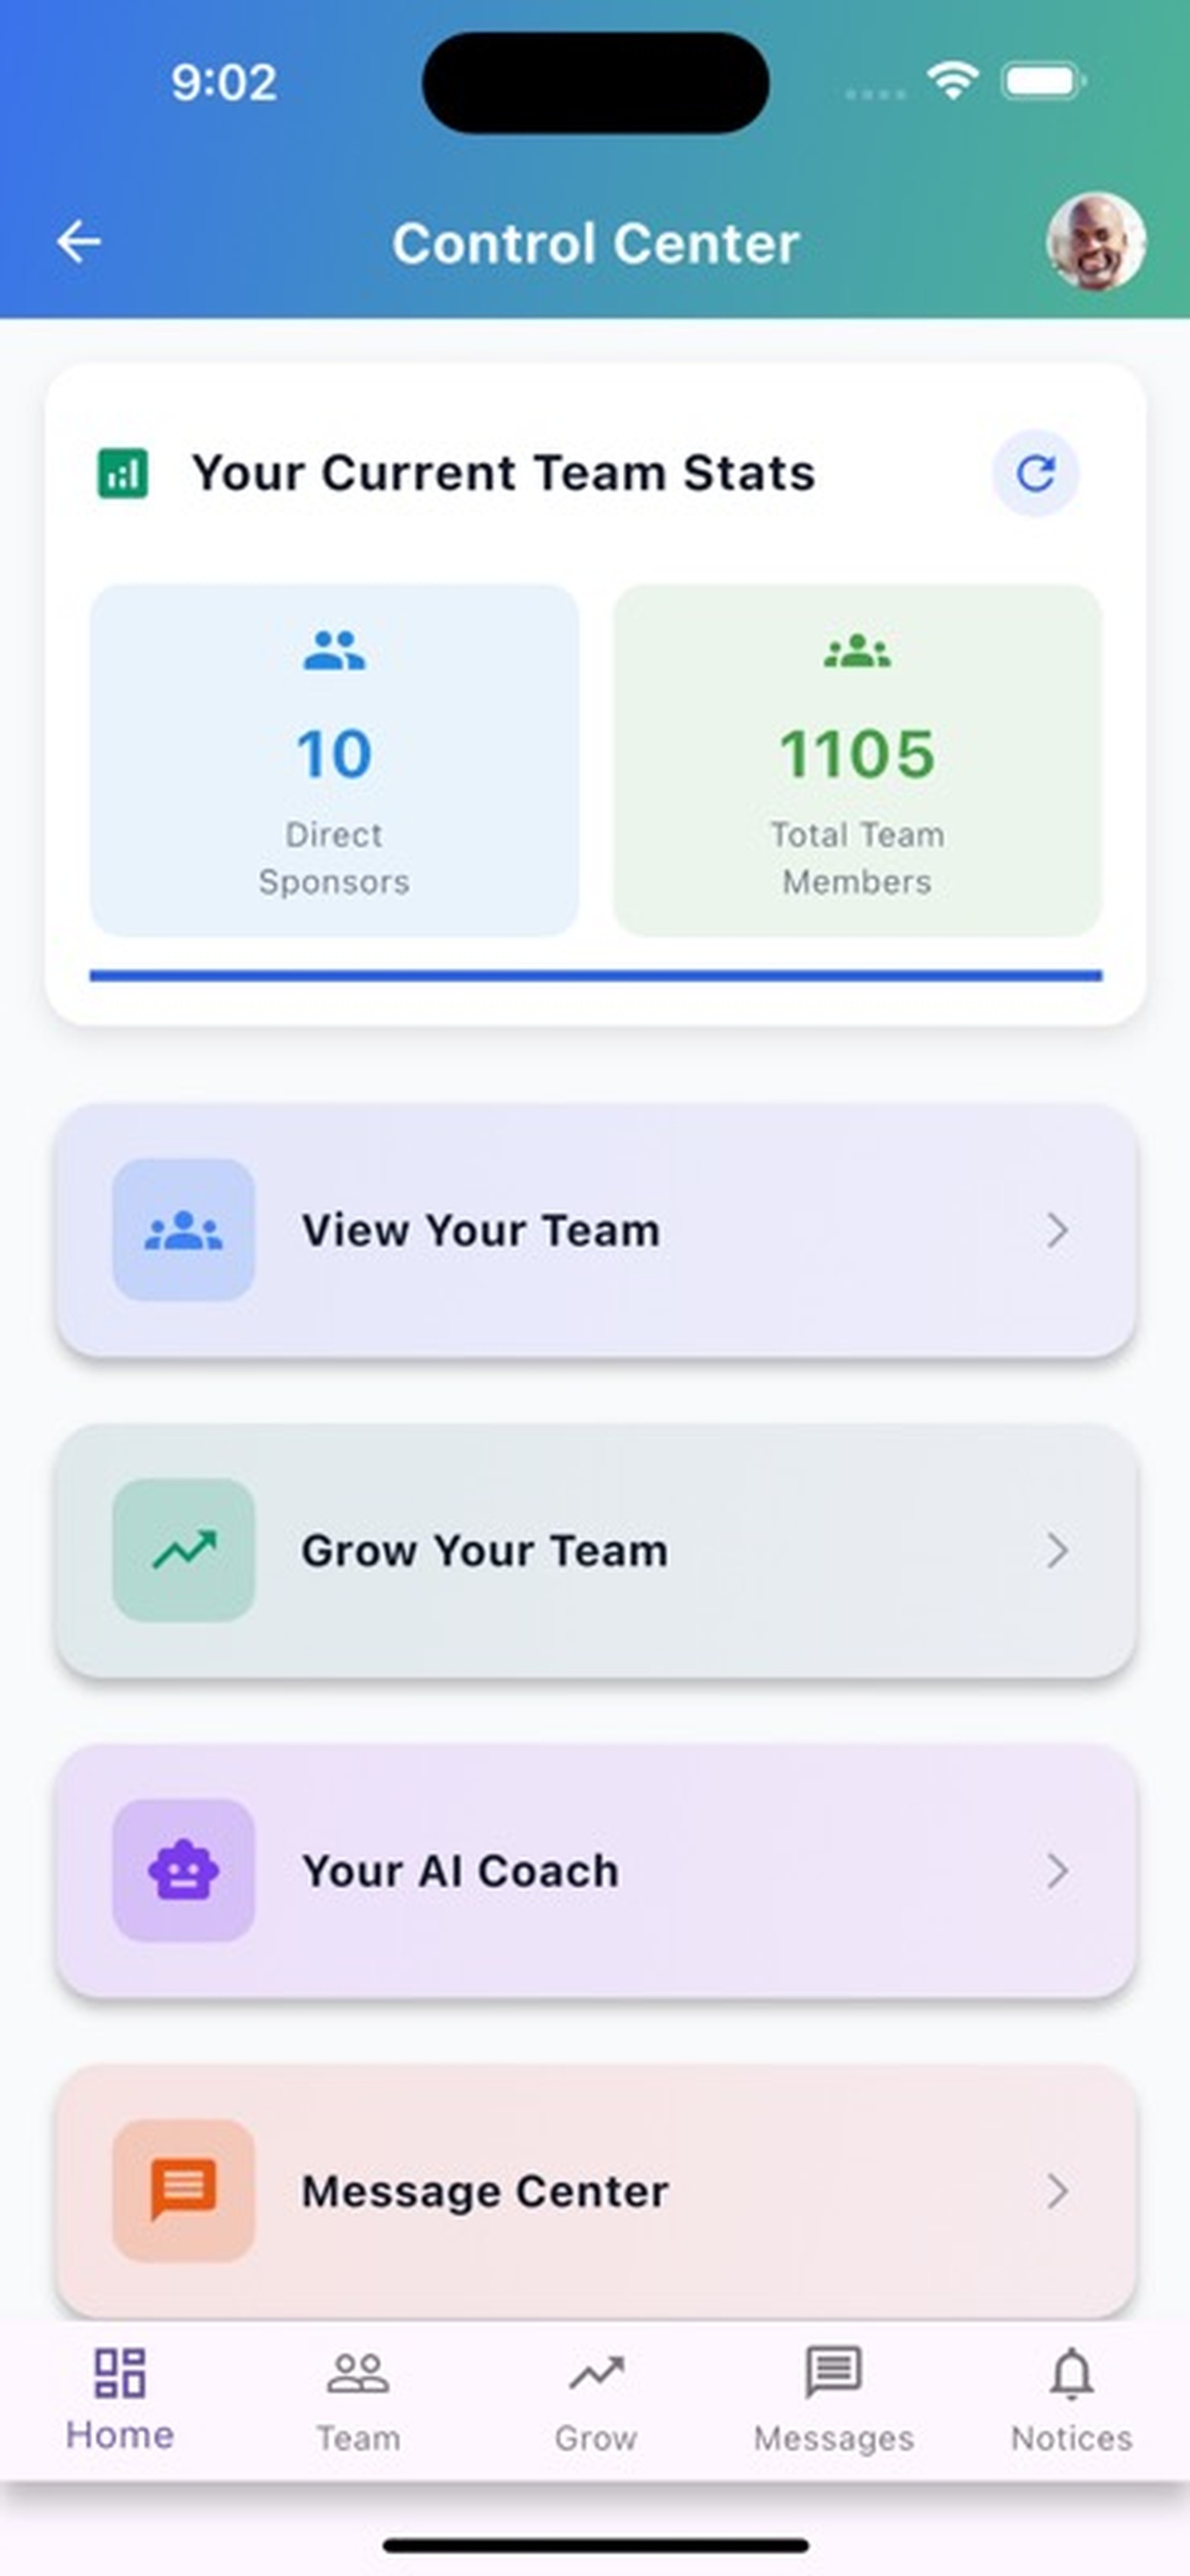 9:02
Control Center
Your Current Team Stats
10
Direct
Sponsors
1105
Total Team
Members
View Your Team
Grow Your Team
Your AI Coach
Message Center
Home
Team
Grow
Messages
Notices